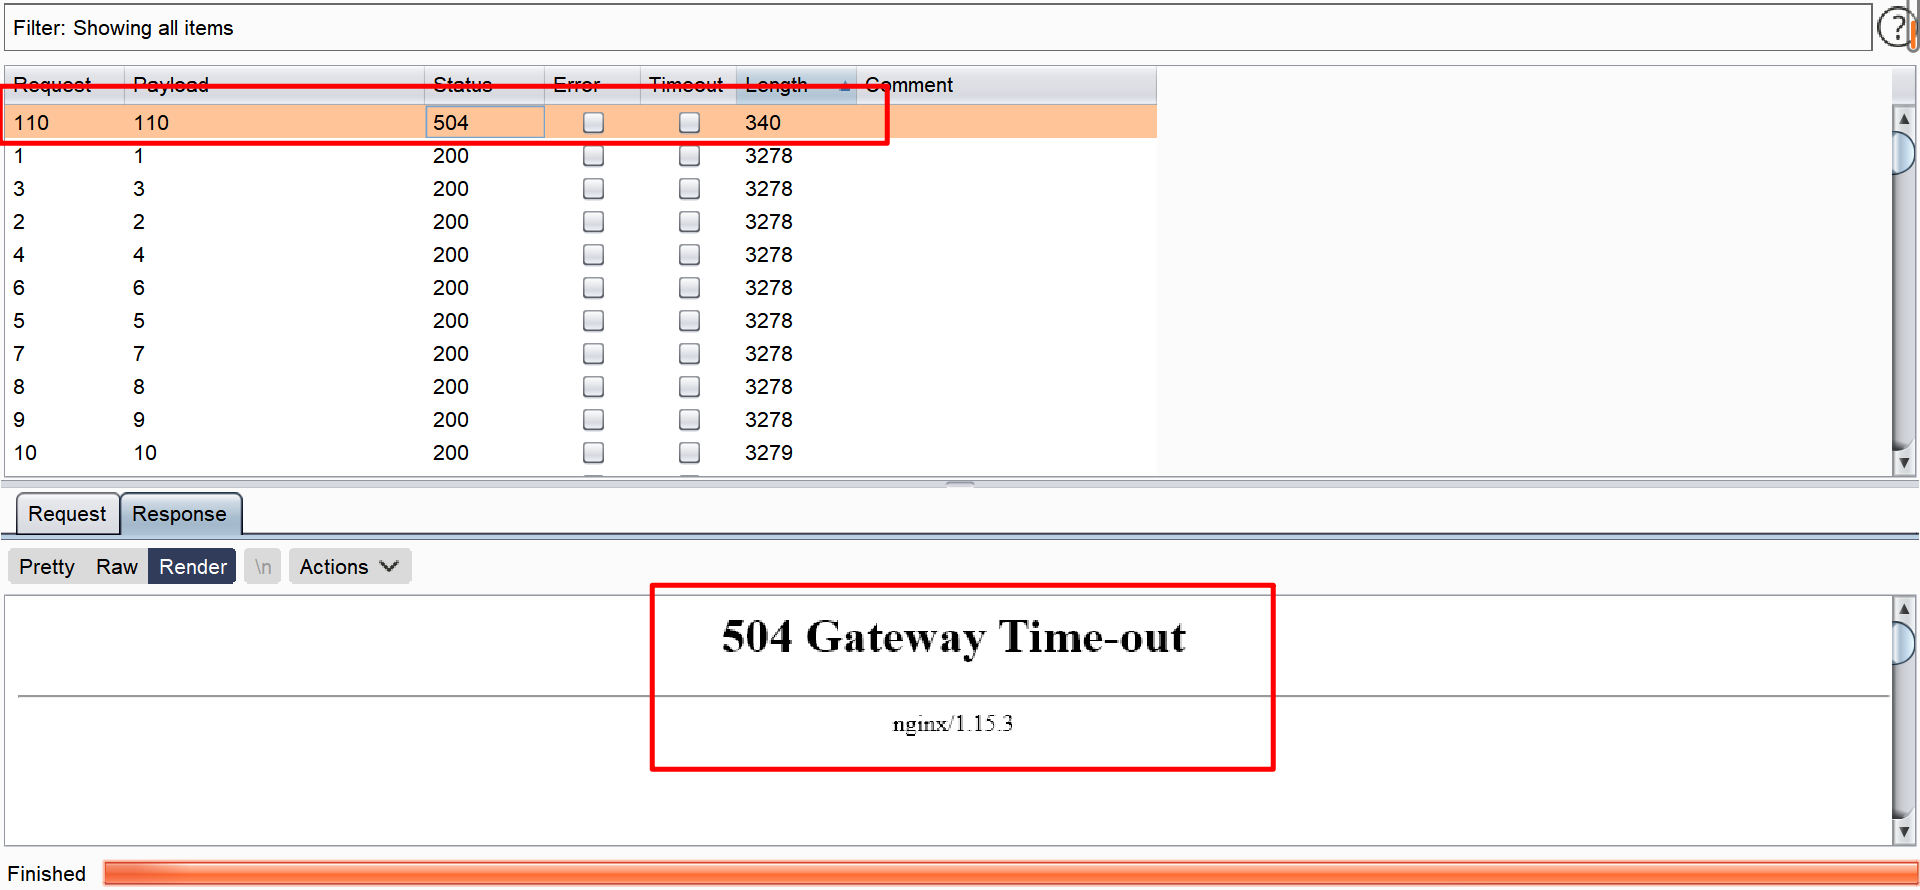 Filter: Showing all items
?
Request Payload Status Error Timeout Length Comment
110 110 504 340
1 1 200 3278
3 3 200 3278
2 2 200 3278
4 4 200 3278
6 6 200 3278
5 5 200 3278
7 7 200 3278
8 8 200 3278
9 9 200 3278
10 10 200 3279
Request Response
Pretty Raw Render \n Actions
504 Gateway Time-out
nginx/1.15.3
Finished